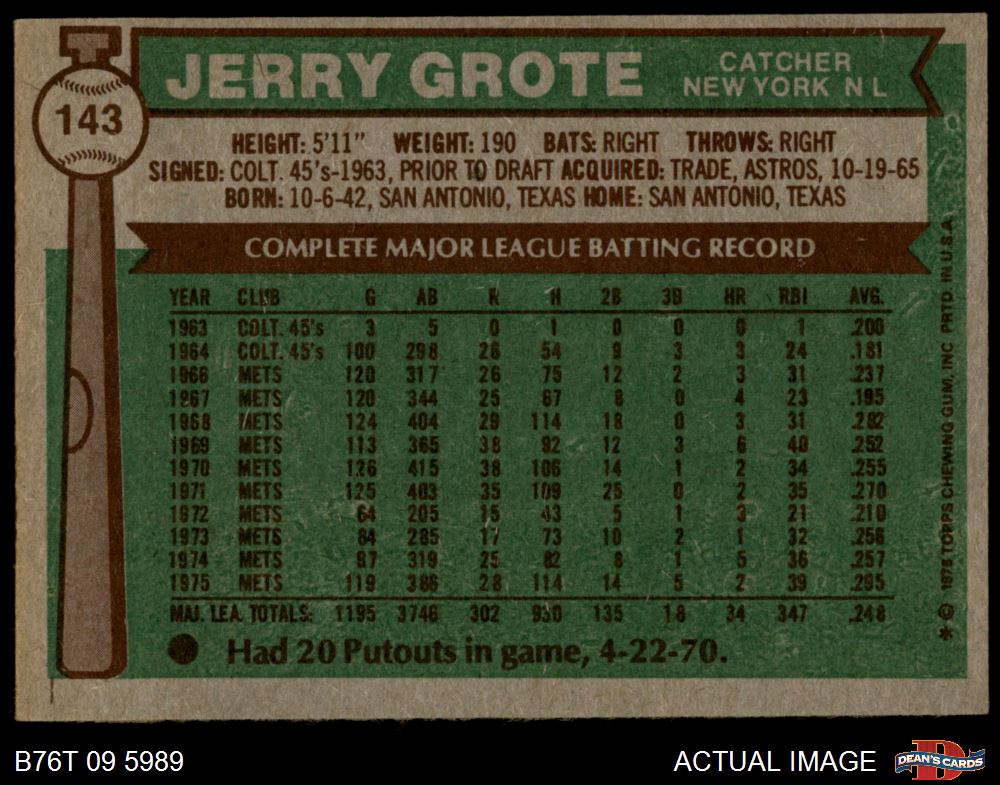 JERRY GROTE
CATCHER
NEW YORK N L
143
HEIGHT: 5'11" WEIGHT: 190 BATS: RIGHT THROWS: RIGHT
SIGNED: COLT. 45's-1963, PRIOR TO DRAFT ACQUIRED: TRADE, ASTROS, 10-19-65
BORN: 10-6-42, SAN ANTONIO, TEXAS HOME: SAN ANTONIO, TEXAS
COMPLETE MAJOR LEAGUE BATTING RECORD
YEAR CLUB G AB R H 2B 3B HR RBI AVG.
1963 COLT. 45's 3 5 0 1 0 0 0 1 .200
1964 COLT. 45's 100 298 26 54 9 3 3 24 .181
1966 METS 120 317 26 75 12 2 3 31 .237
1967 METS 120 344 25 67 8 0 4 23 .195
1968 METS 124 404 29 114 18 0 3 31 .282
1969 METS 113 365 38 92 12 3 6 40 .252
1970 METS 126 415 38 106 14 1 2 34 .255
1971 METS 125 403 35 109 25 0 2 35 .270
1972 METS 64 205 15 43 5 1 3 21 .210
1973 METS 84 285 17 73 10 2 1 32 .256
1974 METS 97 319 25 82 8 1 5 36 .257
1975 METS 119 386 28 114 14 5 2 39 .295
MAJ. LEA. TOTALS: 1195 3746 302 930 135 18 34 347 .248
Had 20 Putouts in game, 4-22-70.
* © 1976 TOPPS CHEWING GUM, INC PRTD. IN U.S.A.
B76T 09 5989
ACTUAL IMAGE
DEAN'S CARDS